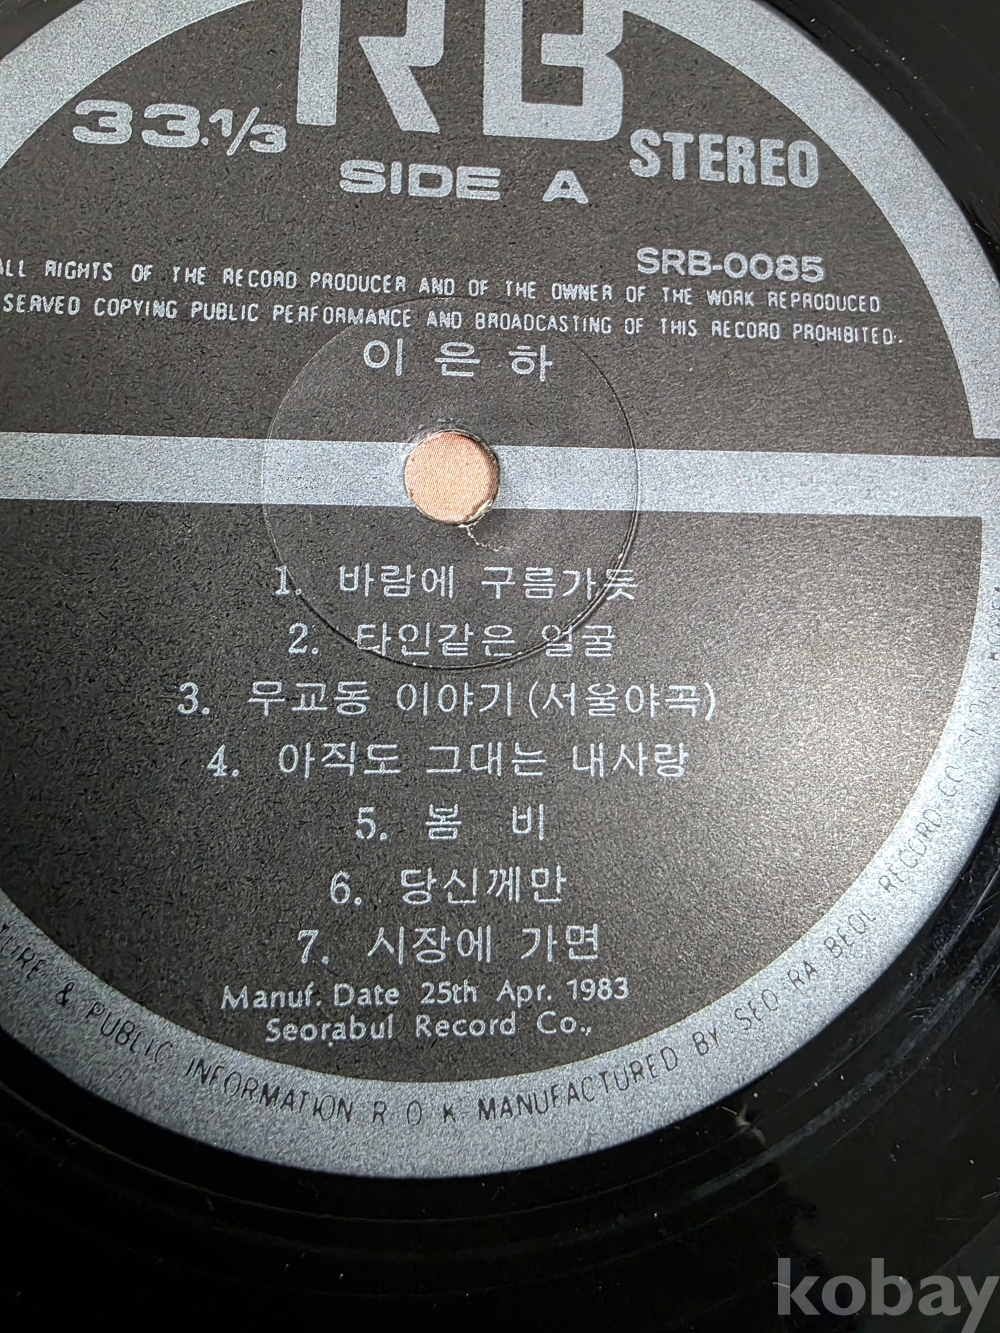 RB
33.1/3
SIDE A
STEREO
SRB-0085
ALL RIGHTS OF THE RECORD PRODUCER AND OF THE OWNER OF THE WORK REPRODUCED
SERVED COPYING PUBLIC PERFORMANCE AND BROADCASTING OF THIS RECORD PROHIBITED.
이은하
1. 바람에 구름가듯
2. 타인같은 얼굴
3. 무교동 이야기 (서울야곡)
4. 아직도 그대는 내사랑
5. 봄 비
6. 당신께만
7. 시장에 가면
Manuf. Date 25th Apr. 1983
Seorabul Record Co.,
& PUBLIC INFORMATION R O K MANUFACTURED BY SEO RA BEOL RECORD CO
kobay